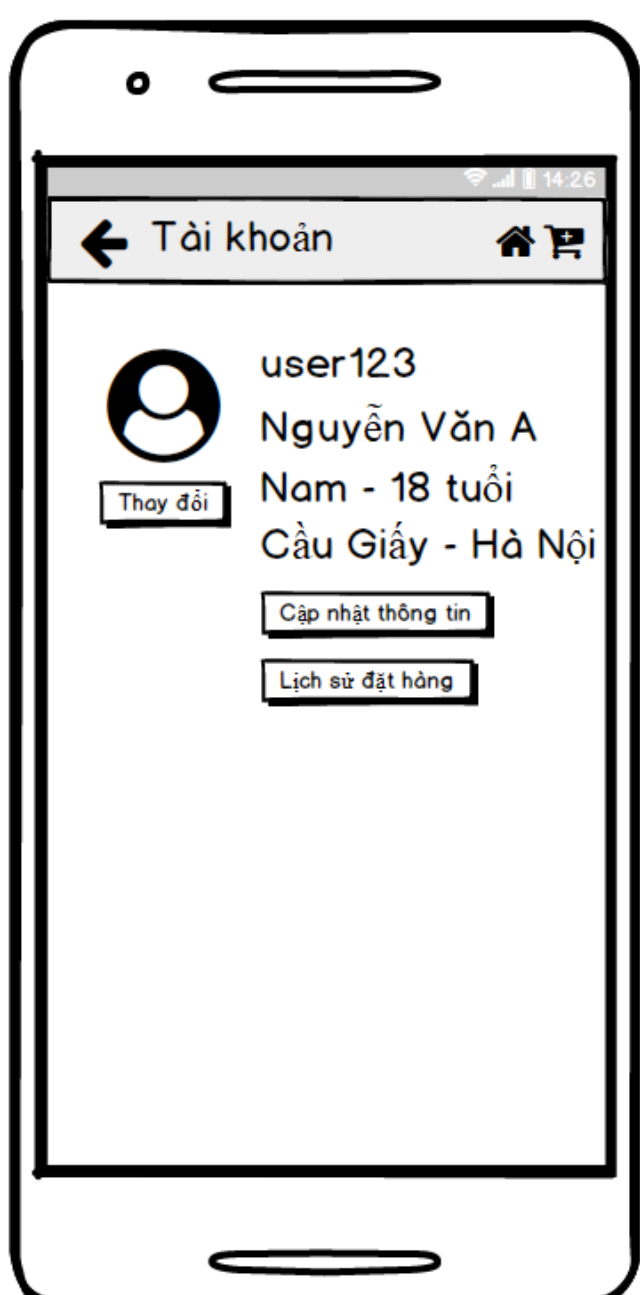 14:26
Tài khoản
user123
Nguyễn Văn A
Nam - 18 tuổi
Cầu Giấy - Hà Nội
Thay đổi
Cập nhật thông tin
Lịch sử đặt hàng